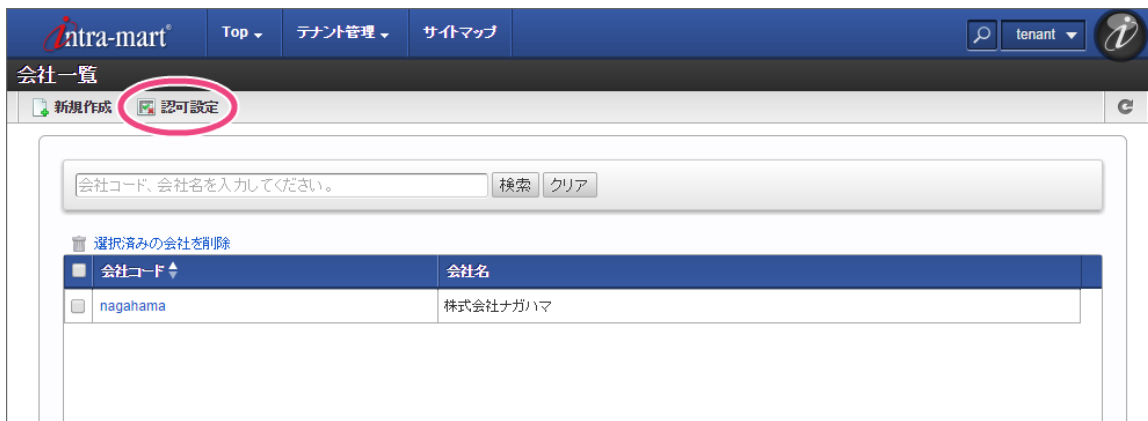 intra-mart® Top テナント管理 サイトマップ tenant
会社一覧
新規作成 認可設定
会社コード、会社名を入力してください。 検索 クリア
選択済みの会社を削除
会社コード 会社名
nagahama 株式会社ナガハマ